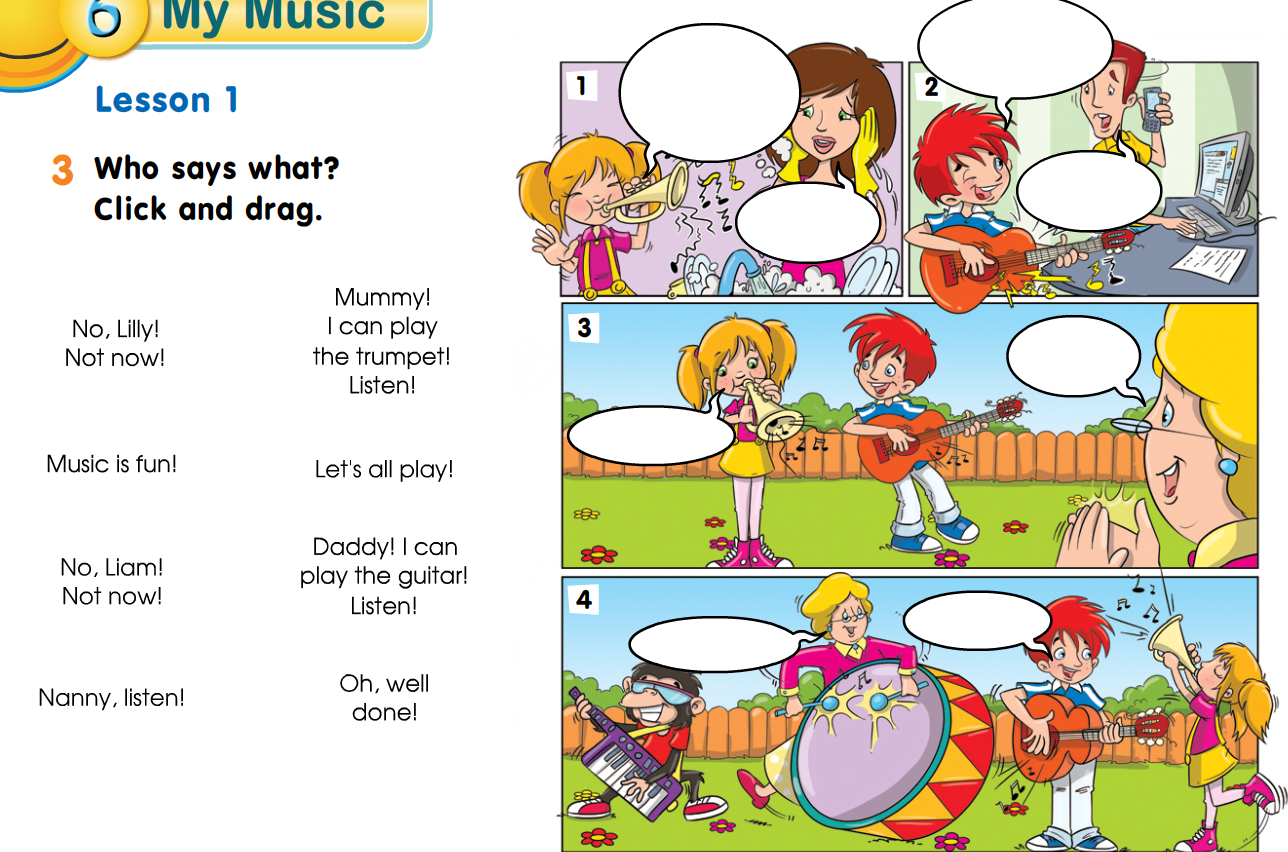 6 My Music
Lesson 1
3 Who says what?
Click and drag.
No, Lilly!
Not now!
Mummy!
I can play
the trumpet!
Listen!
Music is fun!
Let's all play!
No, Liam!
Not now!
Daddy! I can
play the guitar!
Listen!
Nanny, listen!
Oh, well
done!
1
2
3
4